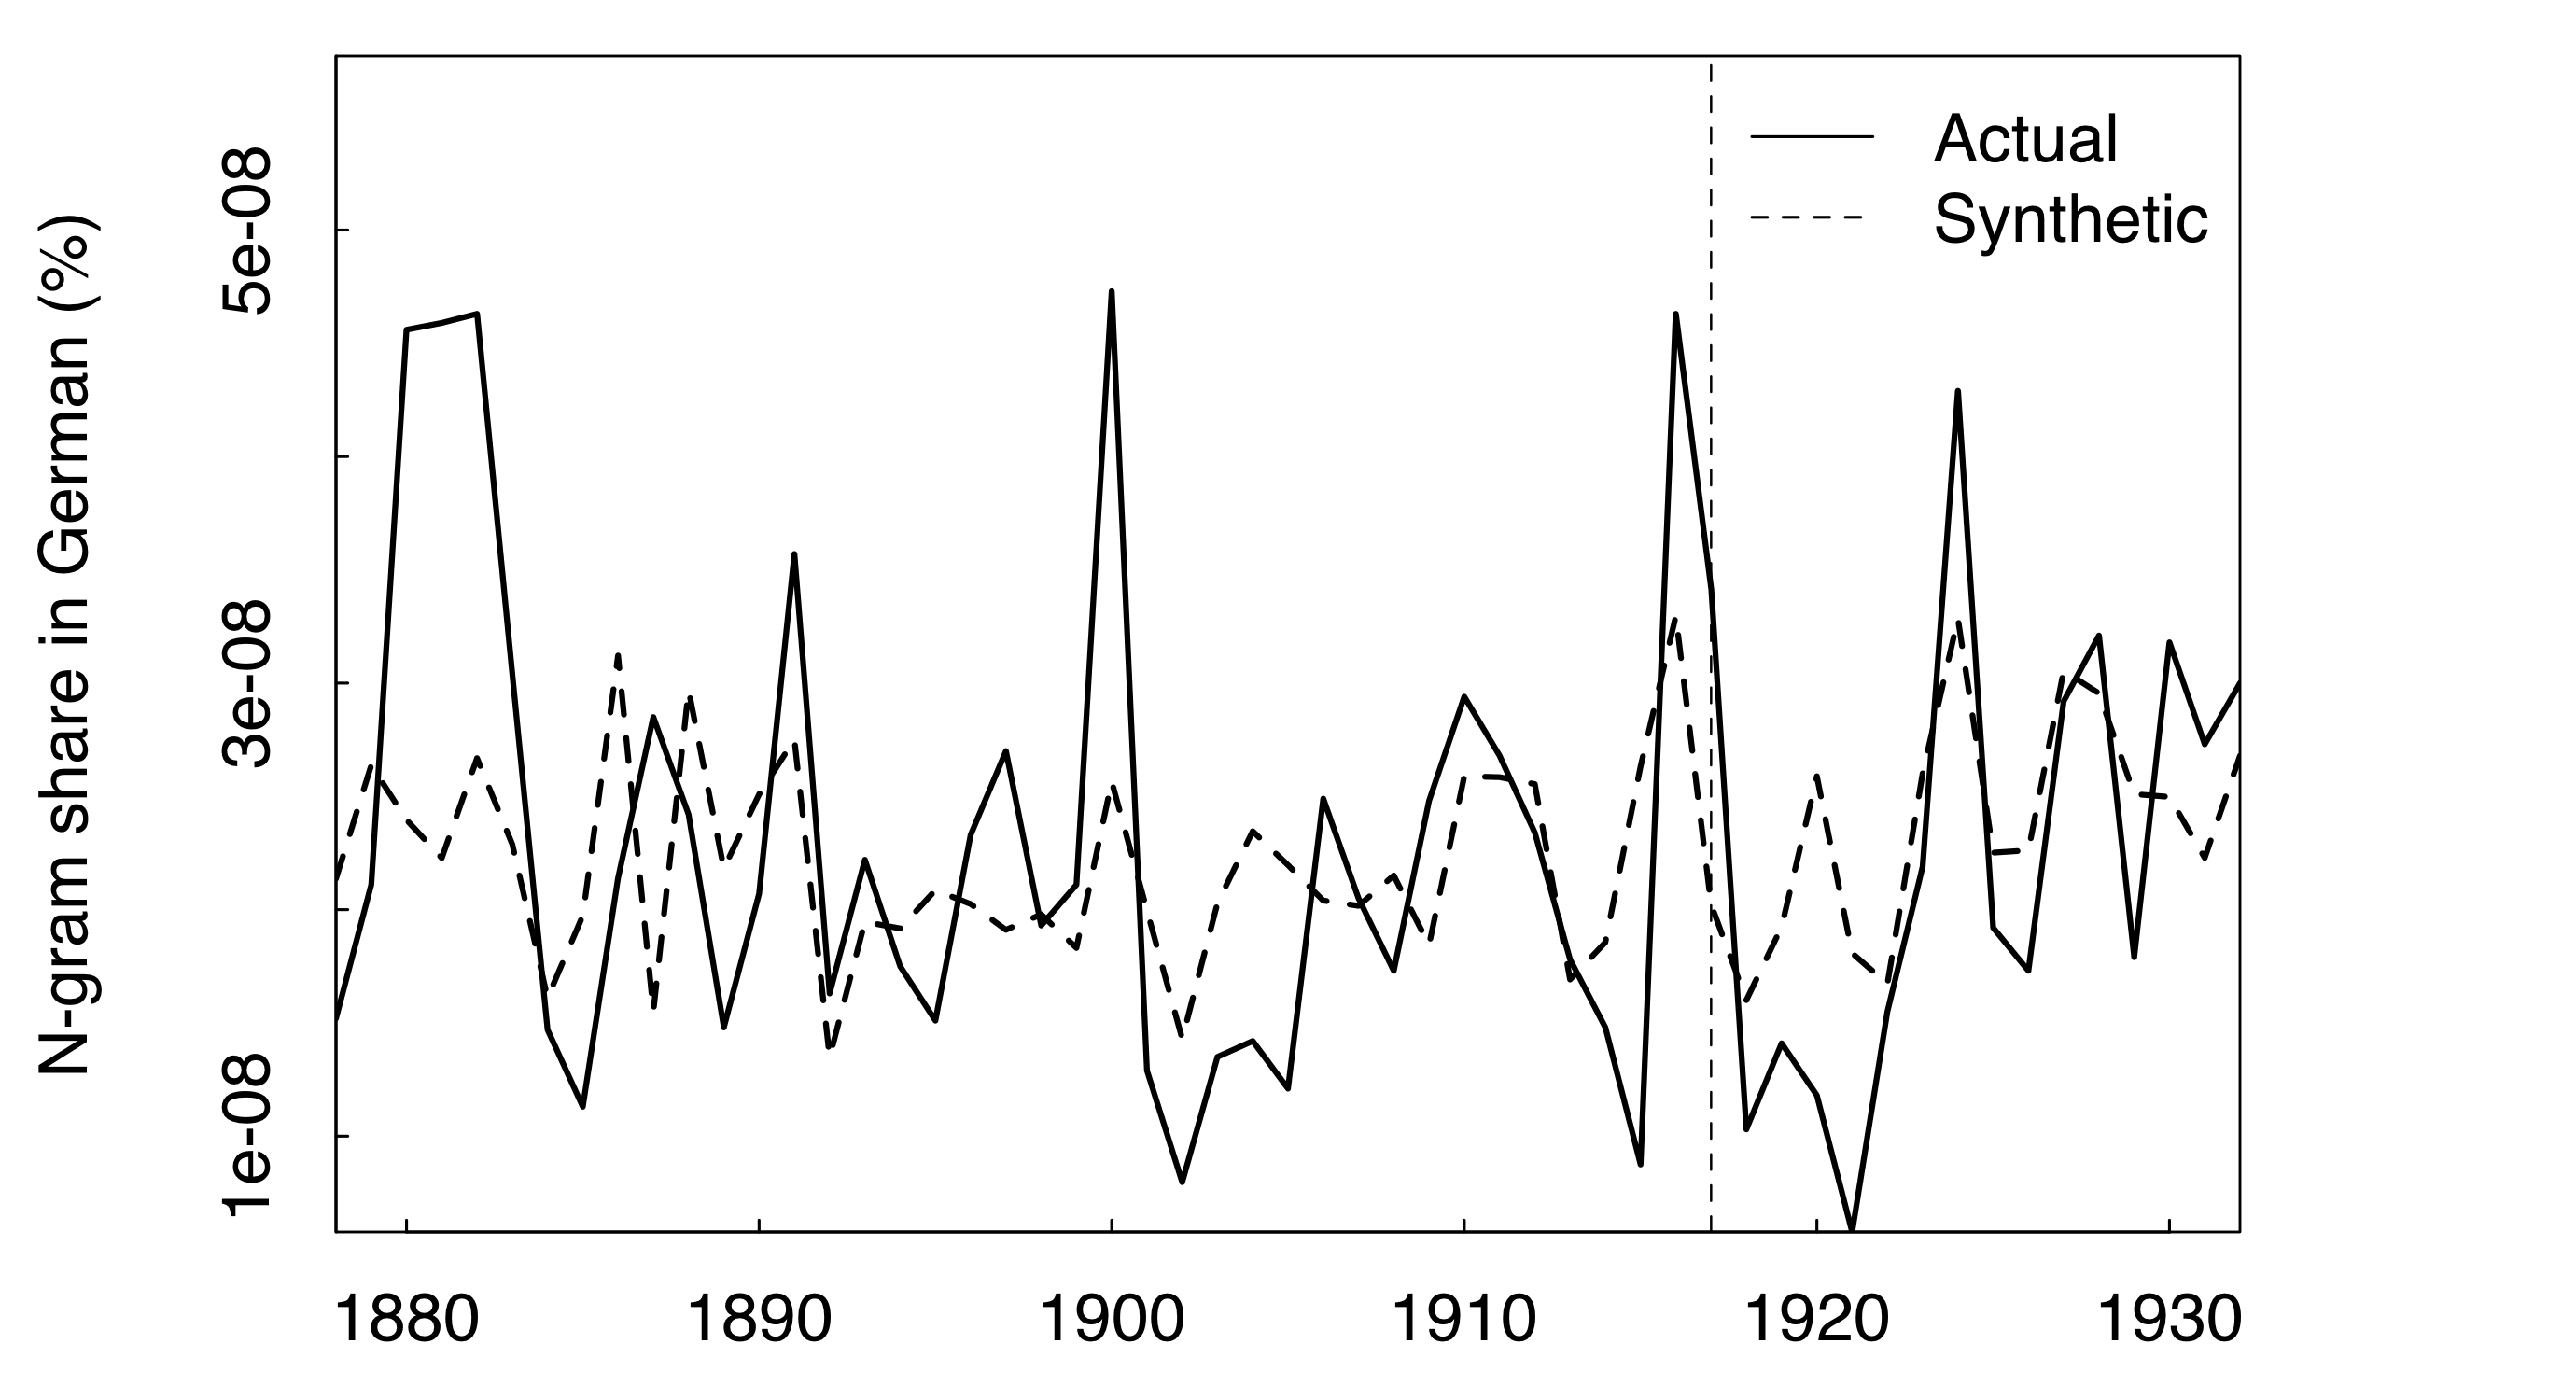 N-gram share in German (%)
5e-08
3e-08
1e-08
Actual
Synthetic
1880 1890 1900 1910 1920 1930